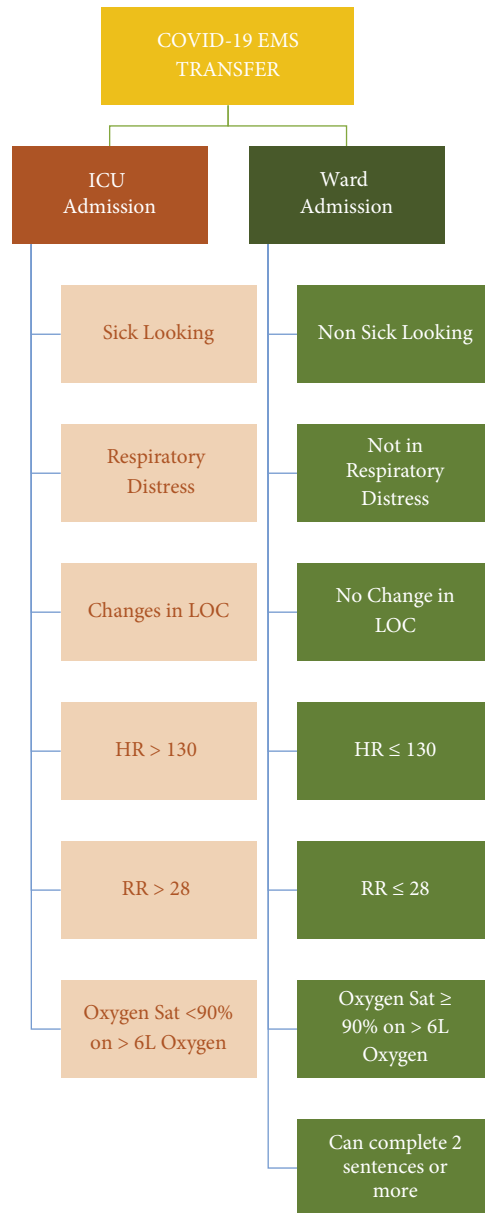 COVID-19 EMS
TRANSFER
ICU
Admission
Sick Looking
Respiratory
Distress
Changes in LOC
HR > 130
RR > 28
Oxygen Sat <90%
on > 6L Oxygen
Ward
Admission
Non Sick Looking
Not in
Respiratory
Distress
No Change in
LOC
HR ≤ 130
RR ≤ 28
Oxygen Sat ≥
90% on > 6L
Oxygen
Can complete 2
sentences or
more